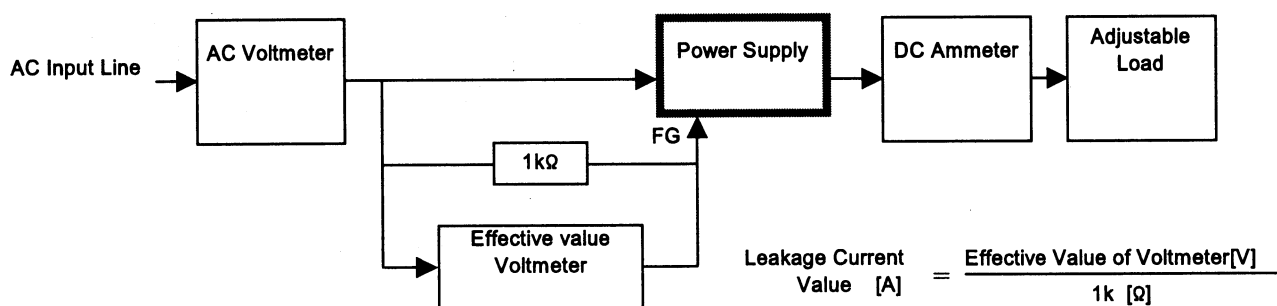 AC Input Line
AC Voltmeter
Power Supply
DC Ammeter
Adjustable
Load
FG
1kΩ
Effective value
Voltmeter
Leakage Current
Value [A]
=
Effective Value of Voltmeter[V]
1k [Ω]